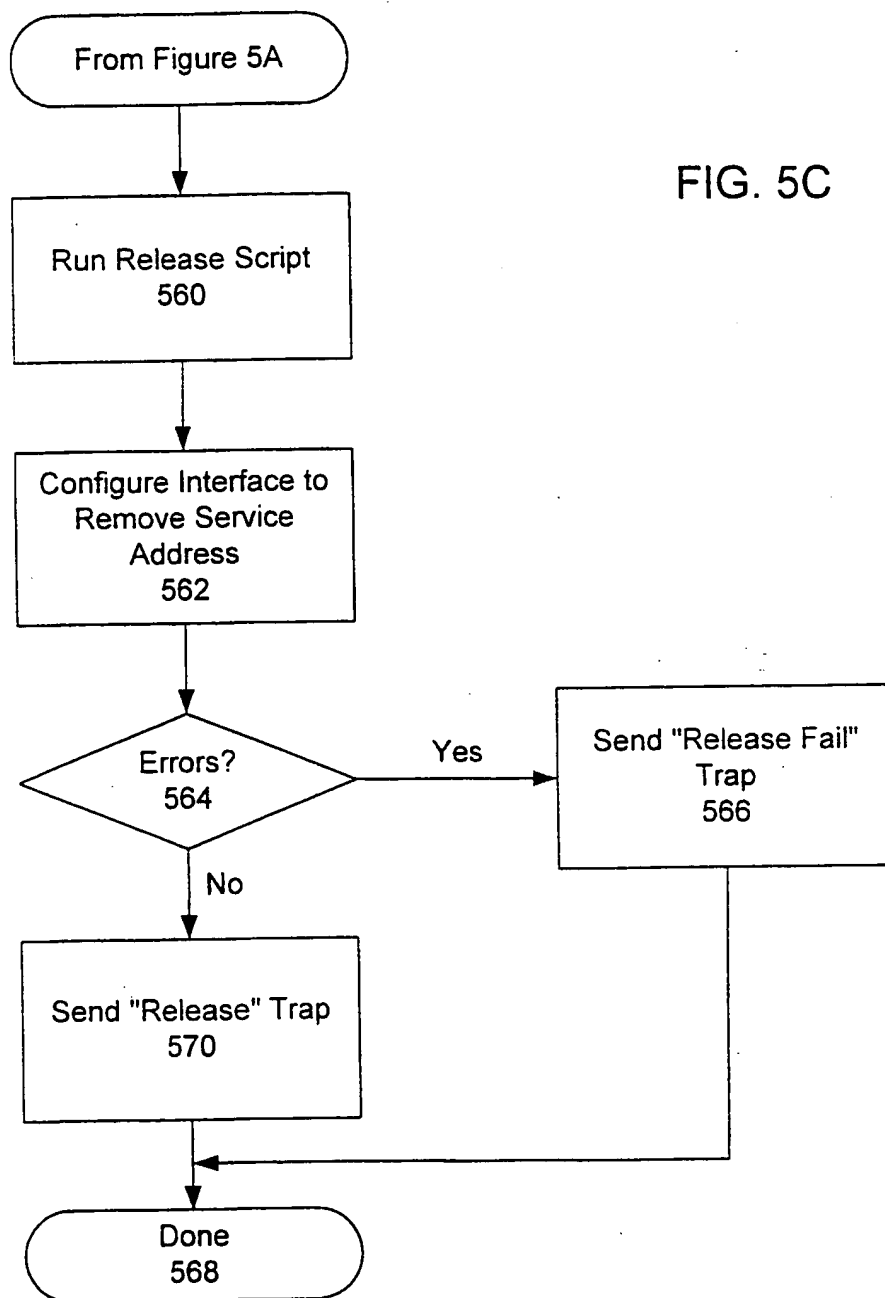 From Figure 5A
FIG. 5C
Run Release Script
560
Configure Interface to
Remove Service
Address
562
Errors?
564
Yes
Send "Release Fail"
Trap
566
No
Send "Release" Trap
570
Done
568